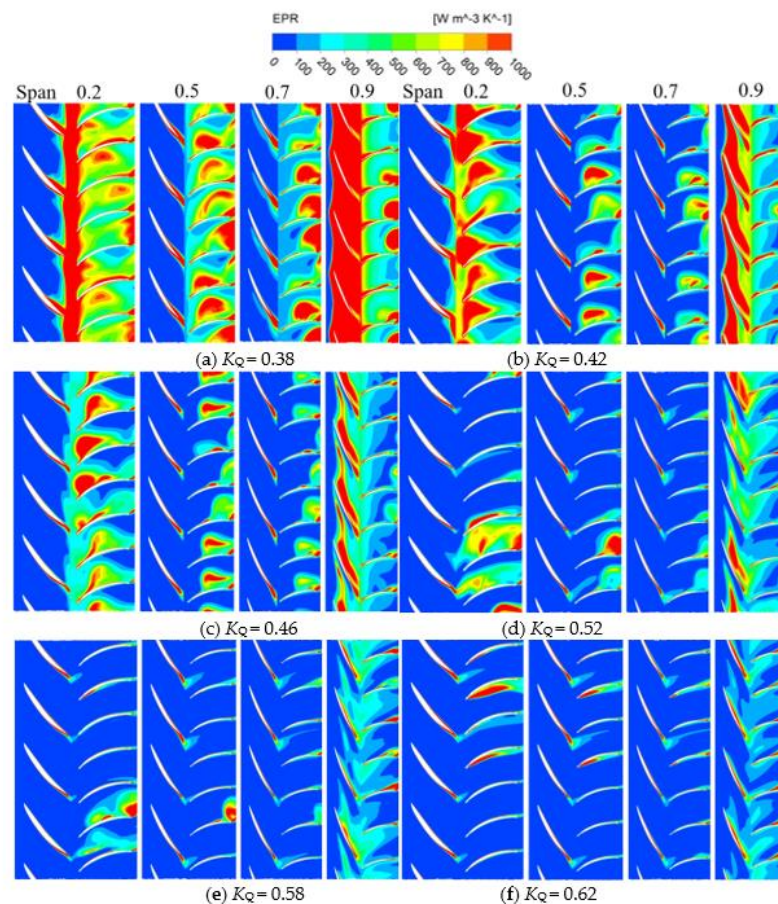 EPR [W m^-3 K^-1]
0 100 200 300 400 500 600 700 800 900 1000
Span 0.2 0.5 0.7 0.9 0.2 0.5 0.7 0.9
(a) KQ = 0.38 (b) KQ = 0.42
(c) KQ = 0.46 (d) KQ = 0.52
(e) KQ = 0.58 (f) KQ = 0.62